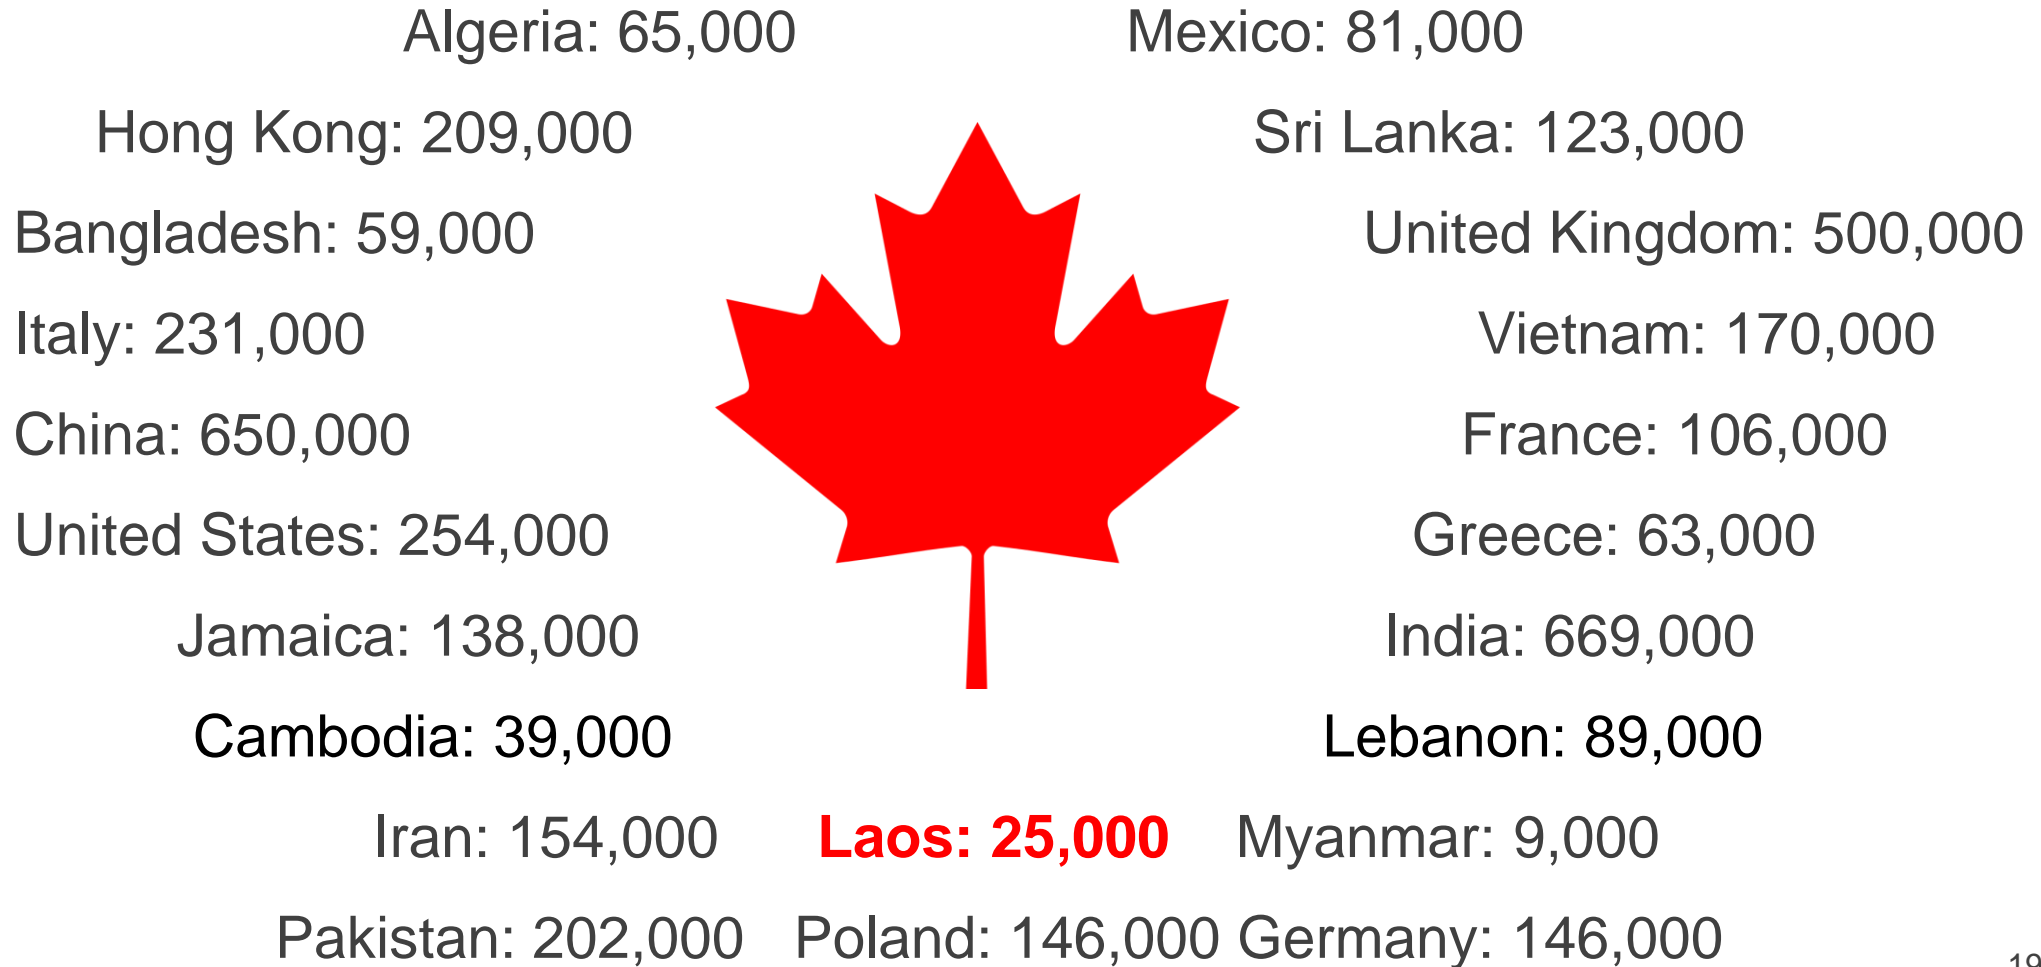 Algeria: 65,000 Mexico: 81,000
Hong Kong: 209,000 Sri Lanka: 123,000
Bangladesh: 59,000 United Kingdom: 500,000
Italy: 231,000 Vietnam: 170,000
China: 650,000 France: 106,000
United States: 254,000 Greece: 63,000
Jamaica: 138,000 India: 669,000
Cambodia: 39,000 Lebanon: 89,000
Iran: 154,000 Laos: 25,000 Myanmar: 9,000
Pakistan: 202,000 Poland: 146,000 Germany: 146,000
19